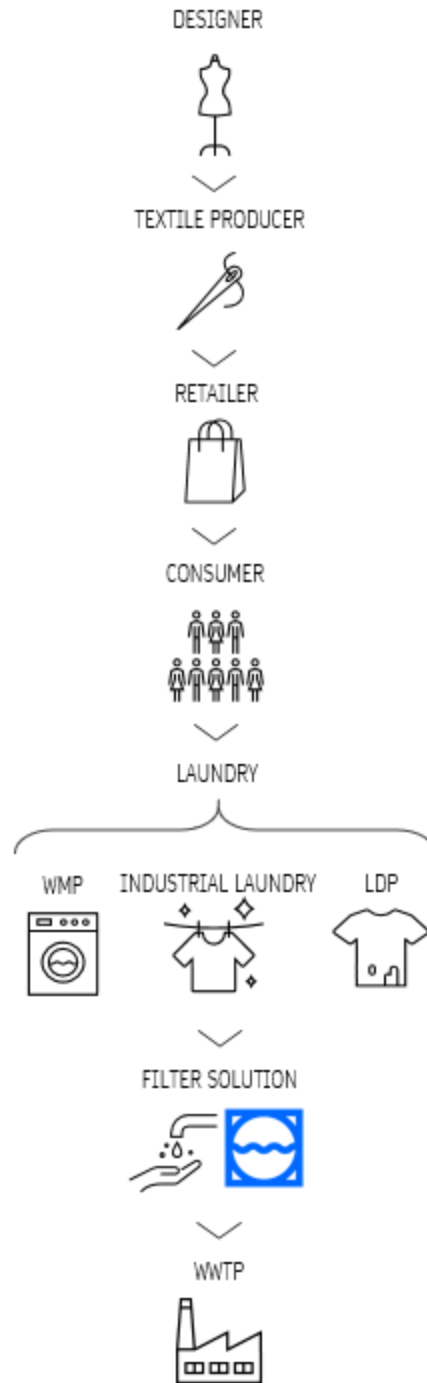 DESIGNER
TEXTILE PRODUCER
RETAILER
CONSUMER
LAUNDRY
WMP
INDUSTRIAL LAUNDRY
LDP
FILTER SOLUTION
WWTP